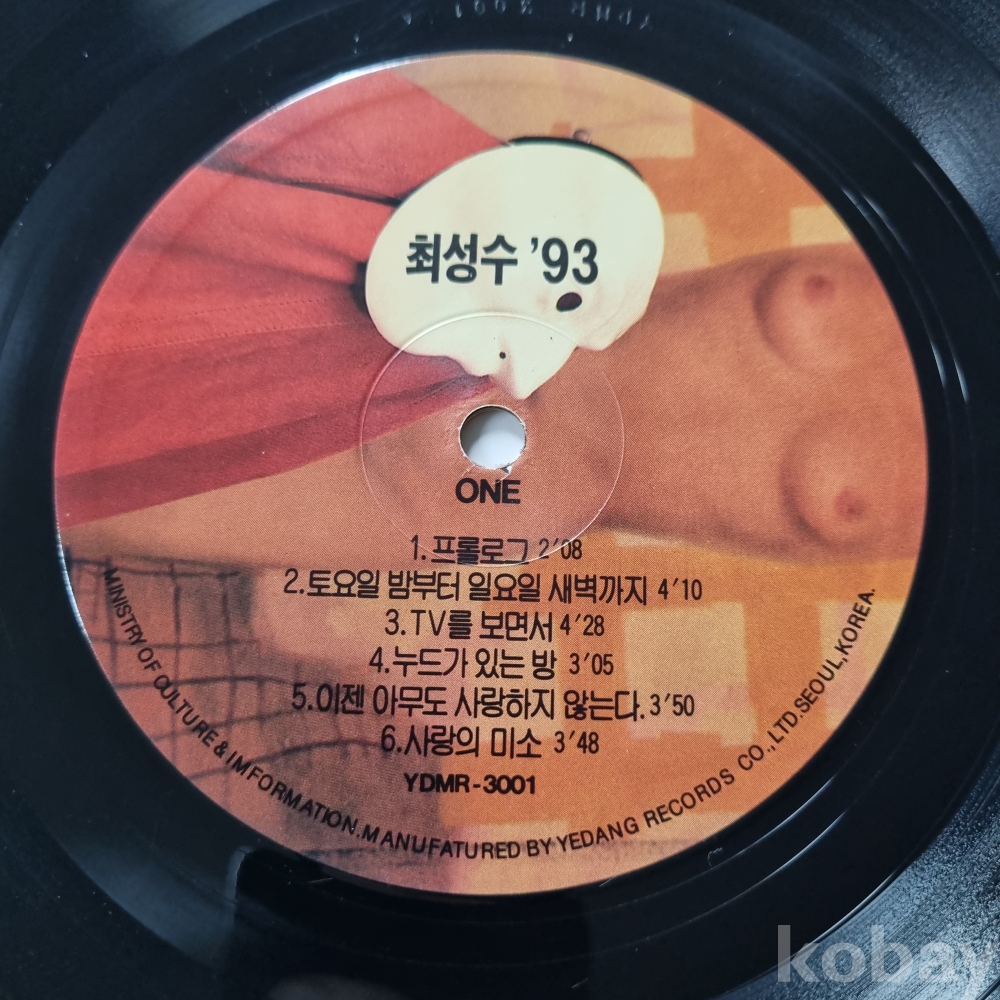 YDMR 3001 A
최성수 '93
ONE
1.프롤로그 2'08
2.토요일 밤부터 일요일 새벽까지 4'10
3.TV를 보면서 4'28
4.누드가 있는 방 3'05
5.이젠 아무도 사랑하지 않는다. 3'50
6.사랑의 미소 3'48
YDMR-3001
MINISTRY OF CULTURE & IMFORMATION.MANUFATURED BY YEDANG RECORDS CO.,LTD.SEOUL,KOREA.
kobay